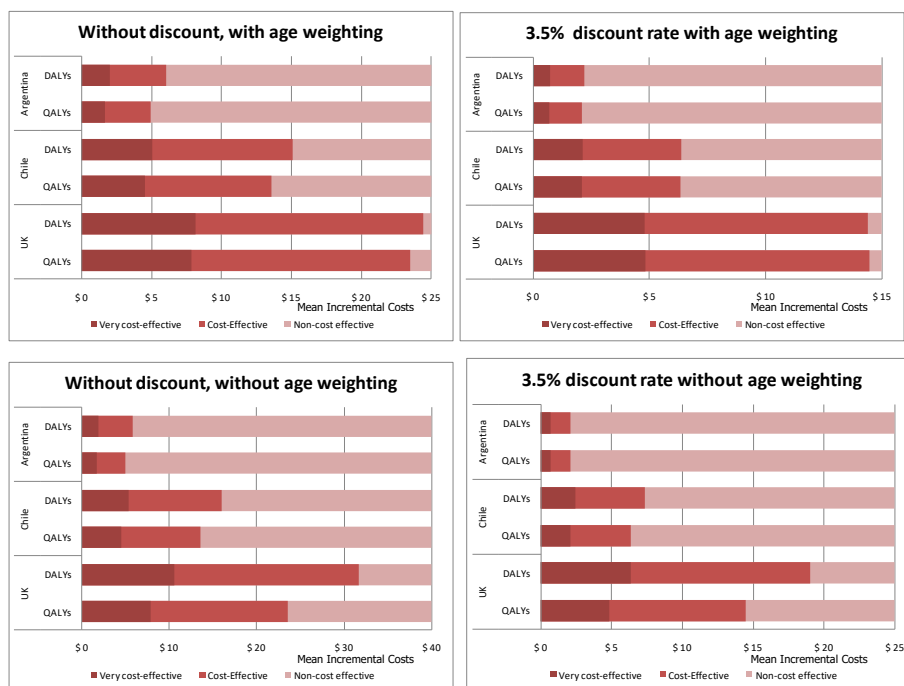 Without discount, with age weighting
Argentina
DALYs
QALYs
Chile
DALYs
QALYs
UK
DALYs
QALYs
$ 0 $ 5 $ 10 $ 15 $ 20 $ 25
Mean Incremental Costs
Very cost-effective Cost-Effective Non-cost effective
3.5% discount rate with age weighting
Argentina
DALYs
QALYs
Chile
DALYs
QALYs
UK
DALYs
QALYs
$ 0 $ 5 $ 10 $ 15
Mean Incremental Costs
Very cost-effective Cost-Effective Non-cost effective
Without discount, without age weighting
Argentina
DALYs
QALYs
Chile
DALYs
QALYs
UK
DALYs
QALYs
$ 0 $ 10 $ 20 $ 30 $ 40
Mean Incremental Costs
Very cost-effective Cost-Effective Non-cost effective
3.5% discount rate without age weighting
Argentina
DALYs
QALYs
Chile
DALYs
QALYs
UK
DALYs
QALYs
$ 0 $ 5 $ 10 $ 15 $ 20 $ 25
Mean Incremental Costs
Very cost-effective Cost-Effective Non-cost effective